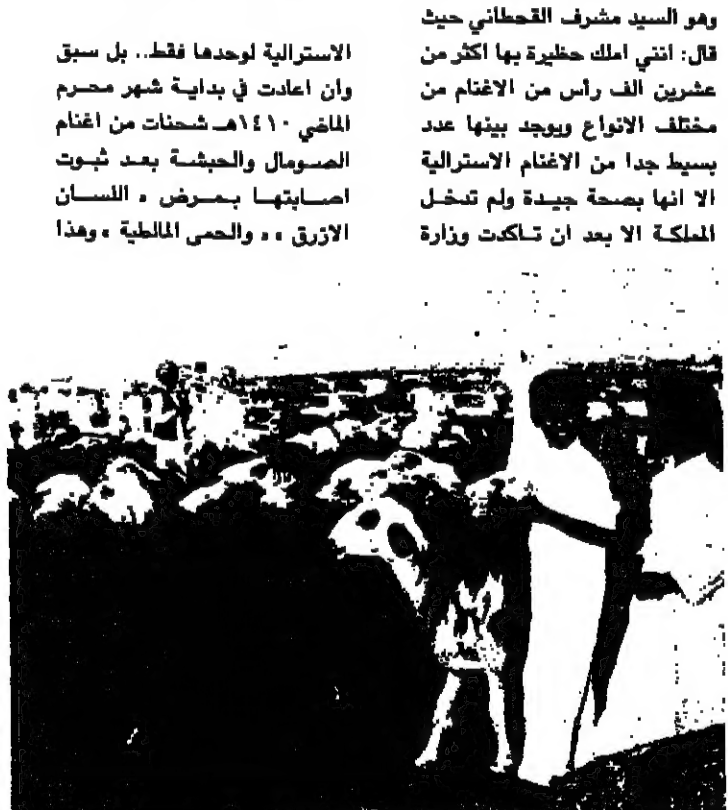 وهو السيد مشرف القحطاني حيث
قال: انني املك حظيرة بها اكثر من
عشرين الف رأس من الاغنام من
مختلف الانواع ويوجد بينها عدد
بسيط جدا من الاغنام الاسترالية
الا انها بصحة جيدة ولم تدخل
المملكة الا بعد ان تاكدت وزارة
الاسترالية لوحدها فقط.. بل سبق
وان اعادت في بداية شهر محرم
الماضي ١٤١٠هـ شحنات من اغنام
الصومال والحبشة بعد ثبوت
اصابتها بمرض « اللسان
الازرق »، « والحمى المالطية » وهذا